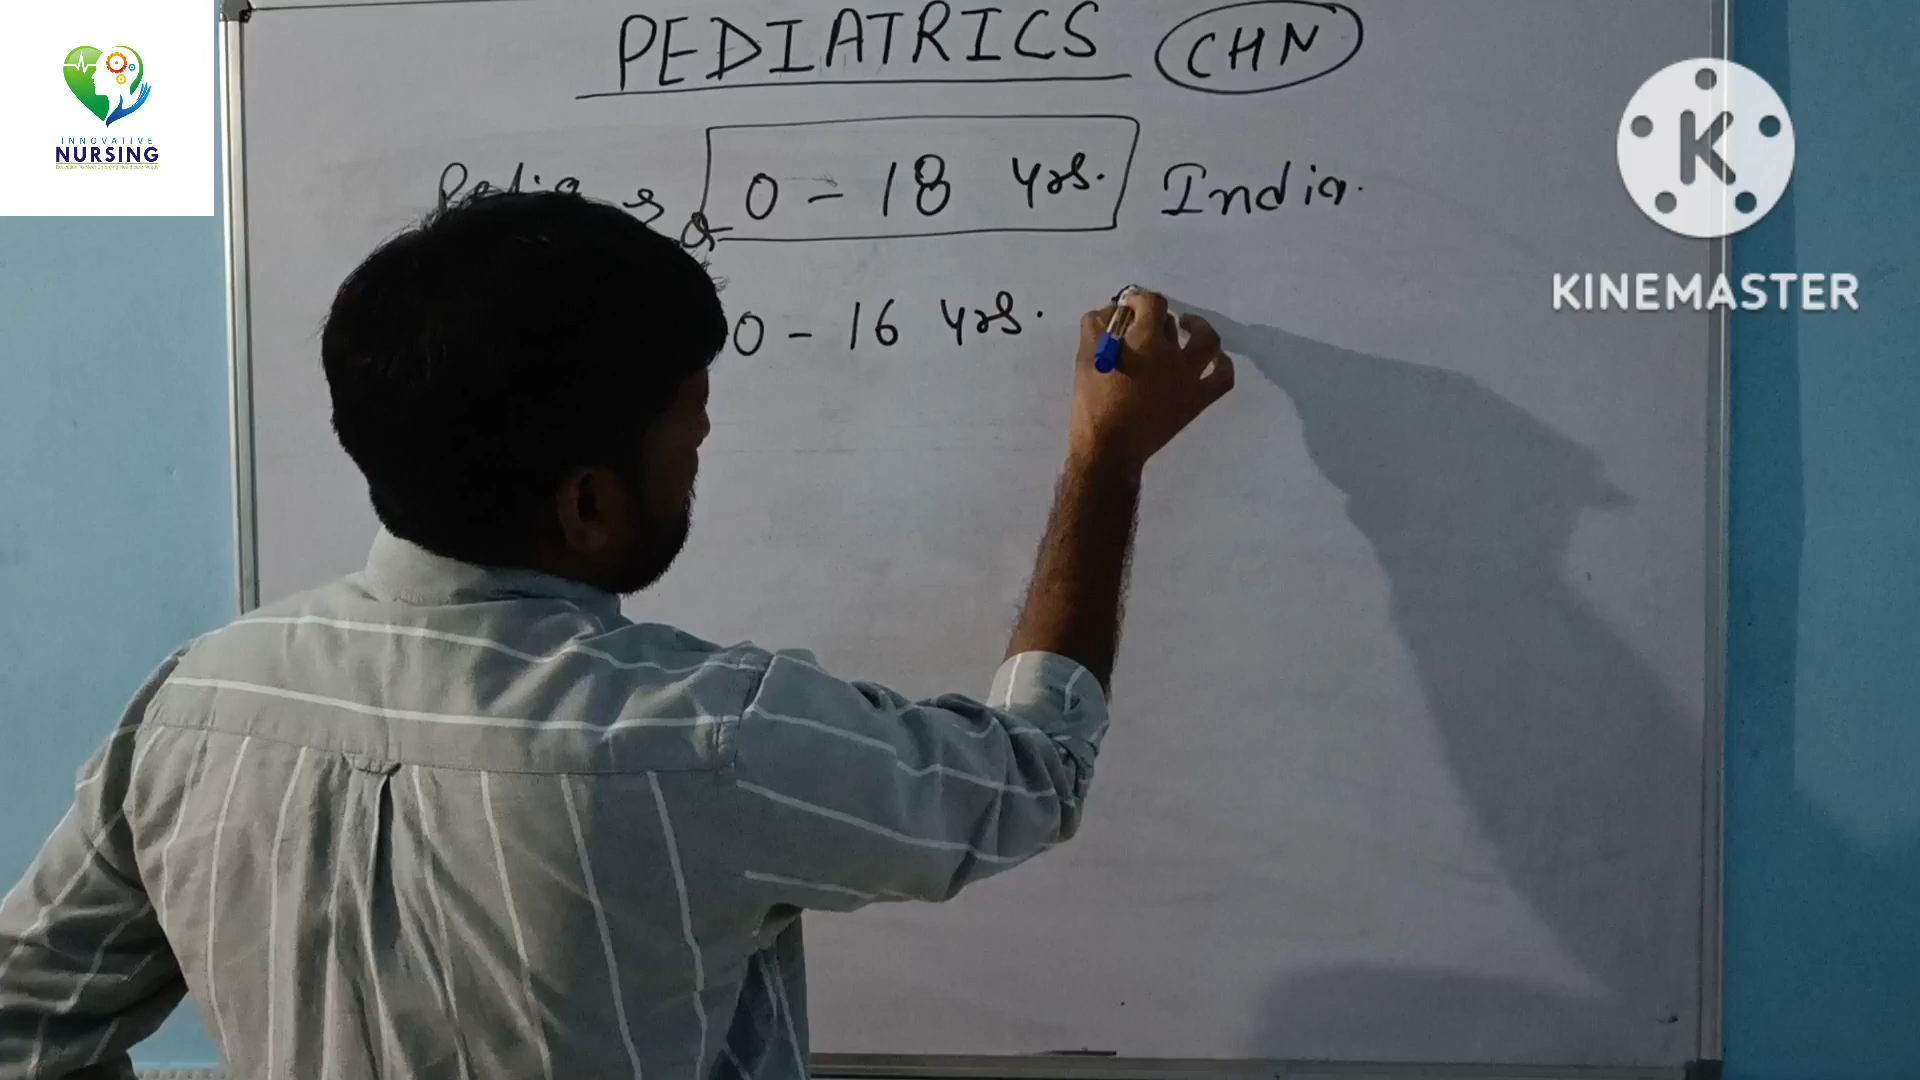 PEDIATRICS CHN
0 - 18 Yrs. India.
0 - 16 Yrs.
INNOVATIVE
NURSING
K
KINEMASTER